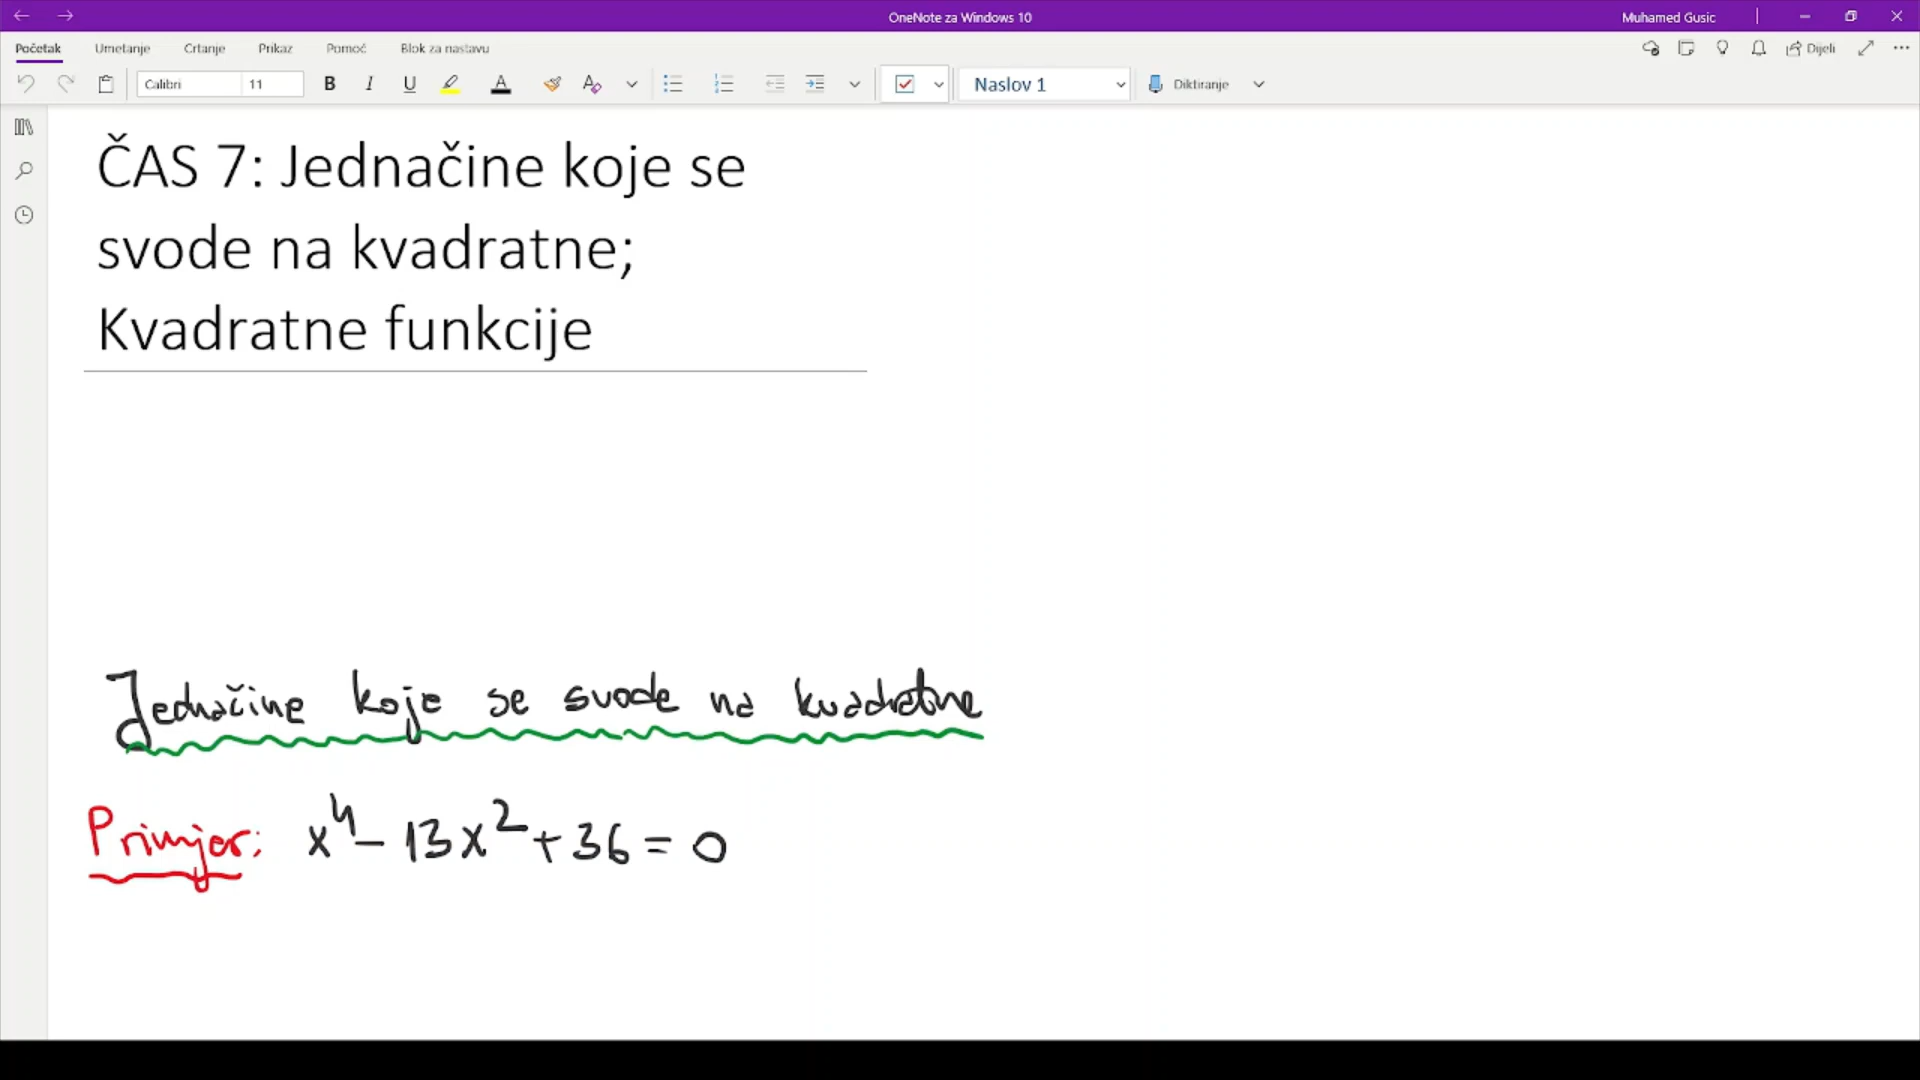 OneNote za Windows 10
Muhamed Gusic
Početak Umetanje Crtanje Prikaz Pomoć Blok za nastavu
Dijeli
Calibri 11 B I U A A Naslov 1 Diktiranje
ČAS 7: Jednačine koje se
svode na kvadratne;
Kvadratne funkcije
Jednačine koje se svode na kvadratne
Primjer: x⁴ - 13x² + 36 = 0